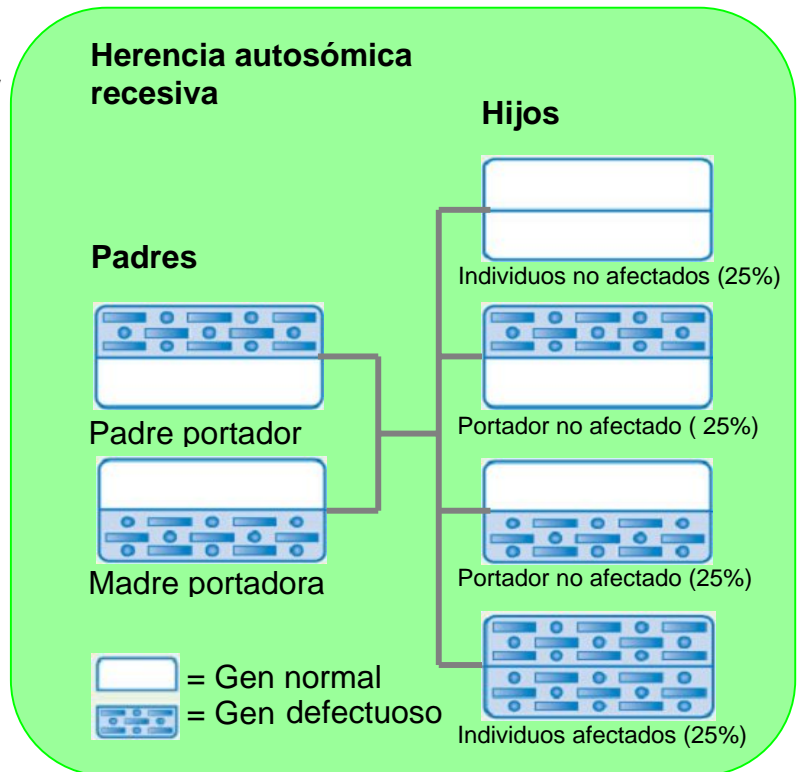 Herencia autosómica
recesiva
Hijos
Individuos no afectados (25%)
Padres
Padre portador
Portador no afectado ( 25%)
Madre portadora
Portador no afectado (25%)
= Gen normal
= Gen defectuoso
Individuos afectados (25%)